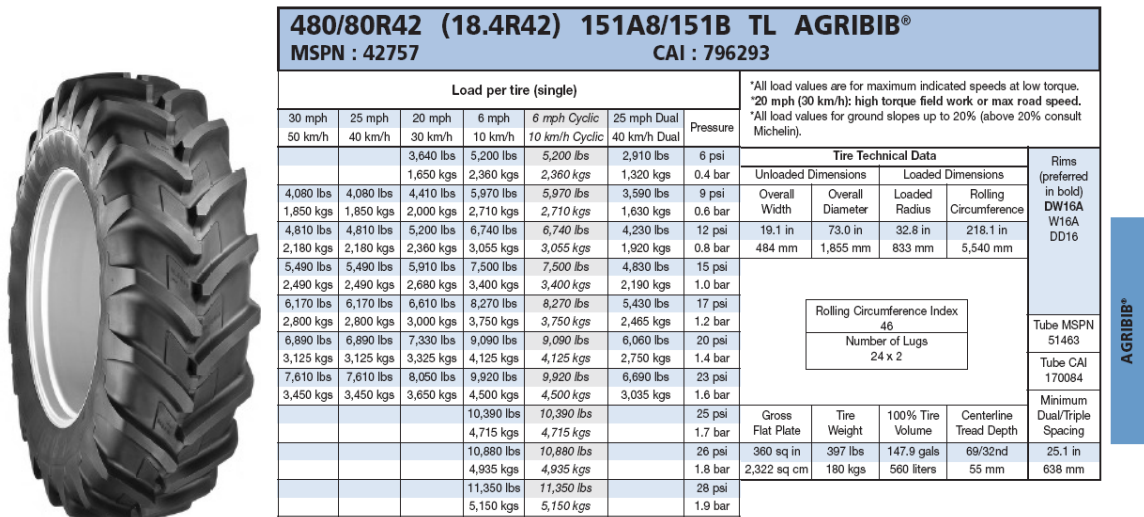 480/80R42 (18.4R42) 151A8/151B TL AGRIBIB®
MSPN : 42757 CAI : 796293
Load per tire (single)
30 mph 25 mph 20 mph 6 mph 6 mph Cyclic 25 mph Dual Pressure
50 km/h 40 km/h 30 km/h 10 km/h 10 km/h Cyclic 40 km/h Dual
3,640 lbs 5,200 lbs 5,200 lbs 2,910 lbs 6 psi
1,650 kgs 2,360 kgs 2,360 kgs 1,320 kgs 0.4 bar
4,080 lbs 4,080 lbs 4,410 lbs 5,970 lbs 5,970 lbs 3,590 lbs 9 psi
1,850 kgs 1,850 kgs 2,000 kgs 2,710 kgs 2,710 kgs 1,630 kgs 0.6 bar
4,810 lbs 4,810 lbs 5,200 lbs 6,740 lbs 6,740 lbs 4,230 lbs 12 psi
2,180 kgs 2,180 kgs 2,360 kgs 3,055 kgs 3,055 kgs 1,920 kgs 0.8 bar
5,490 lbs 5,490 lbs 5,910 lbs 7,500 lbs 7,500 lbs 4,830 lbs 15 psi
2,490 kgs 2,490 kgs 2,680 kgs 3,400 kgs 3,400 kgs 2,190 kgs 1.0 bar
6,170 lbs 6,170 lbs 6,610 lbs 8,270 lbs 8,270 lbs 5,430 lbs 17 psi
2,800 kgs 2,800 kgs 3,000 kgs 3,750 kgs 3,750 kgs 2,465 kgs 1.2 bar
6,890 lbs 6,890 lbs 7,330 lbs 9,090 lbs 9,090 lbs 6,060 lbs 20 psi
3,125 kgs 3,125 kgs 3,325 kgs 4,125 kgs 4,125 kgs 2,750 kgs 1.4 bar
7,610 lbs 7,610 lbs 8,050 lbs 9,920 lbs 9,920 lbs 6,690 lbs 23 psi
3,450 kgs 3,450 kgs 3,650 kgs 4,500 kgs 4,500 kgs 3,035 kgs 1.6 bar
10,390 lbs 10,390 lbs 25 psi
4,715 kgs 4,715 kgs 1.7 bar
10,880 lbs 10,880 lbs 26 psi
4,935 kgs 4,935 kgs 1.8 bar
11,350 lbs 11,350 lbs 28 psi
5,150 kgs 5,150 kgs 1.9 bar
*All load values are for maximum indicated speeds at low torque.
*20 mph (30 km/h): high torque field work or max road speed.
*All load values for ground slopes up to 20% (above 20% consult
Michelin).
Tire Technical Data
Unloaded Dimensions Loaded Dimensions
Overall Overall Loaded Rolling
Width Diameter Radius Circumference
19.1 in 73.0 in 32.8 in 218.1 in
484 mm 1,855 mm 833 mm 5,540 mm
Rolling Circumference Index
46
Number of Lugs
24 x 2
Gross Tire 100% Tire Centerline
Flat Plate Weight Volume Tread Depth
360 sq in 397 lbs 147.9 gals 69/32nd
2,322 sq cm 180 kgs 560 liters 55 mm
Rims
(preferred
in bold)
DW16A
W16A
DD16
Tube MSPN
51463
Tube CAI
170084
Minimum
Dual/Triple
Spacing
25.1 in
638 mm
AGRIBIB®